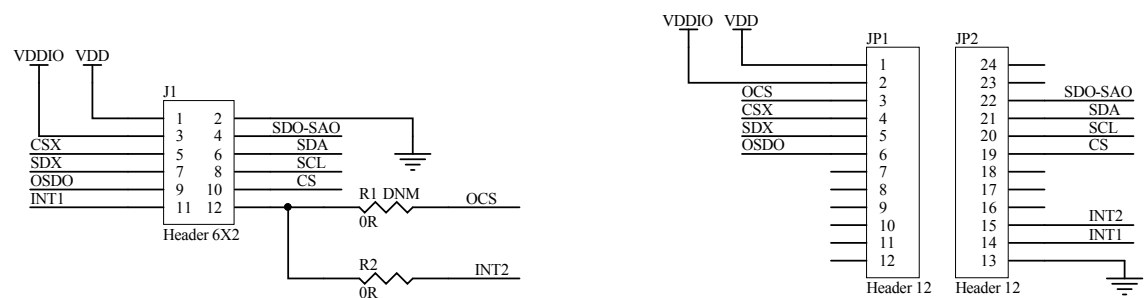 VDDIO VDD
J1
1 2
3 4 SDO-SAO
CSX 5 6 SDA
SDX 7 8 SCL
OSDO 9 10 CS
INT1 11 12
Header 6X2
R1 DNM OCS
0R
R2 INT2
0R
VDDIO VDD
JP1
1
2
OCS 3
CSX 4
SDX 5
OSDO 6
7
8
9
10
11
12
Header 12
JP2
24
23
22 SDO-SAO
21 SDA
20 SCL
19 CS
18
17
16
15 INT2
14 INT1
13
Header 12